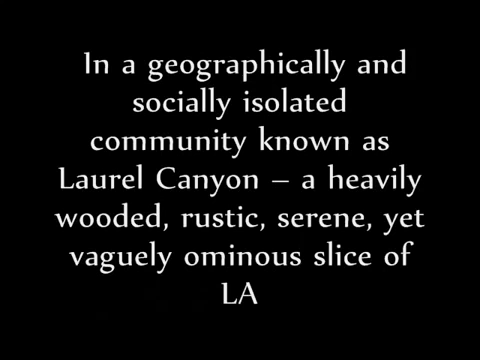 In a geographically and
socially isolated
community known as
Laurel Canyon – a heavily
wooded, rustic, serene, yet
vaguely ominous slice of
LA